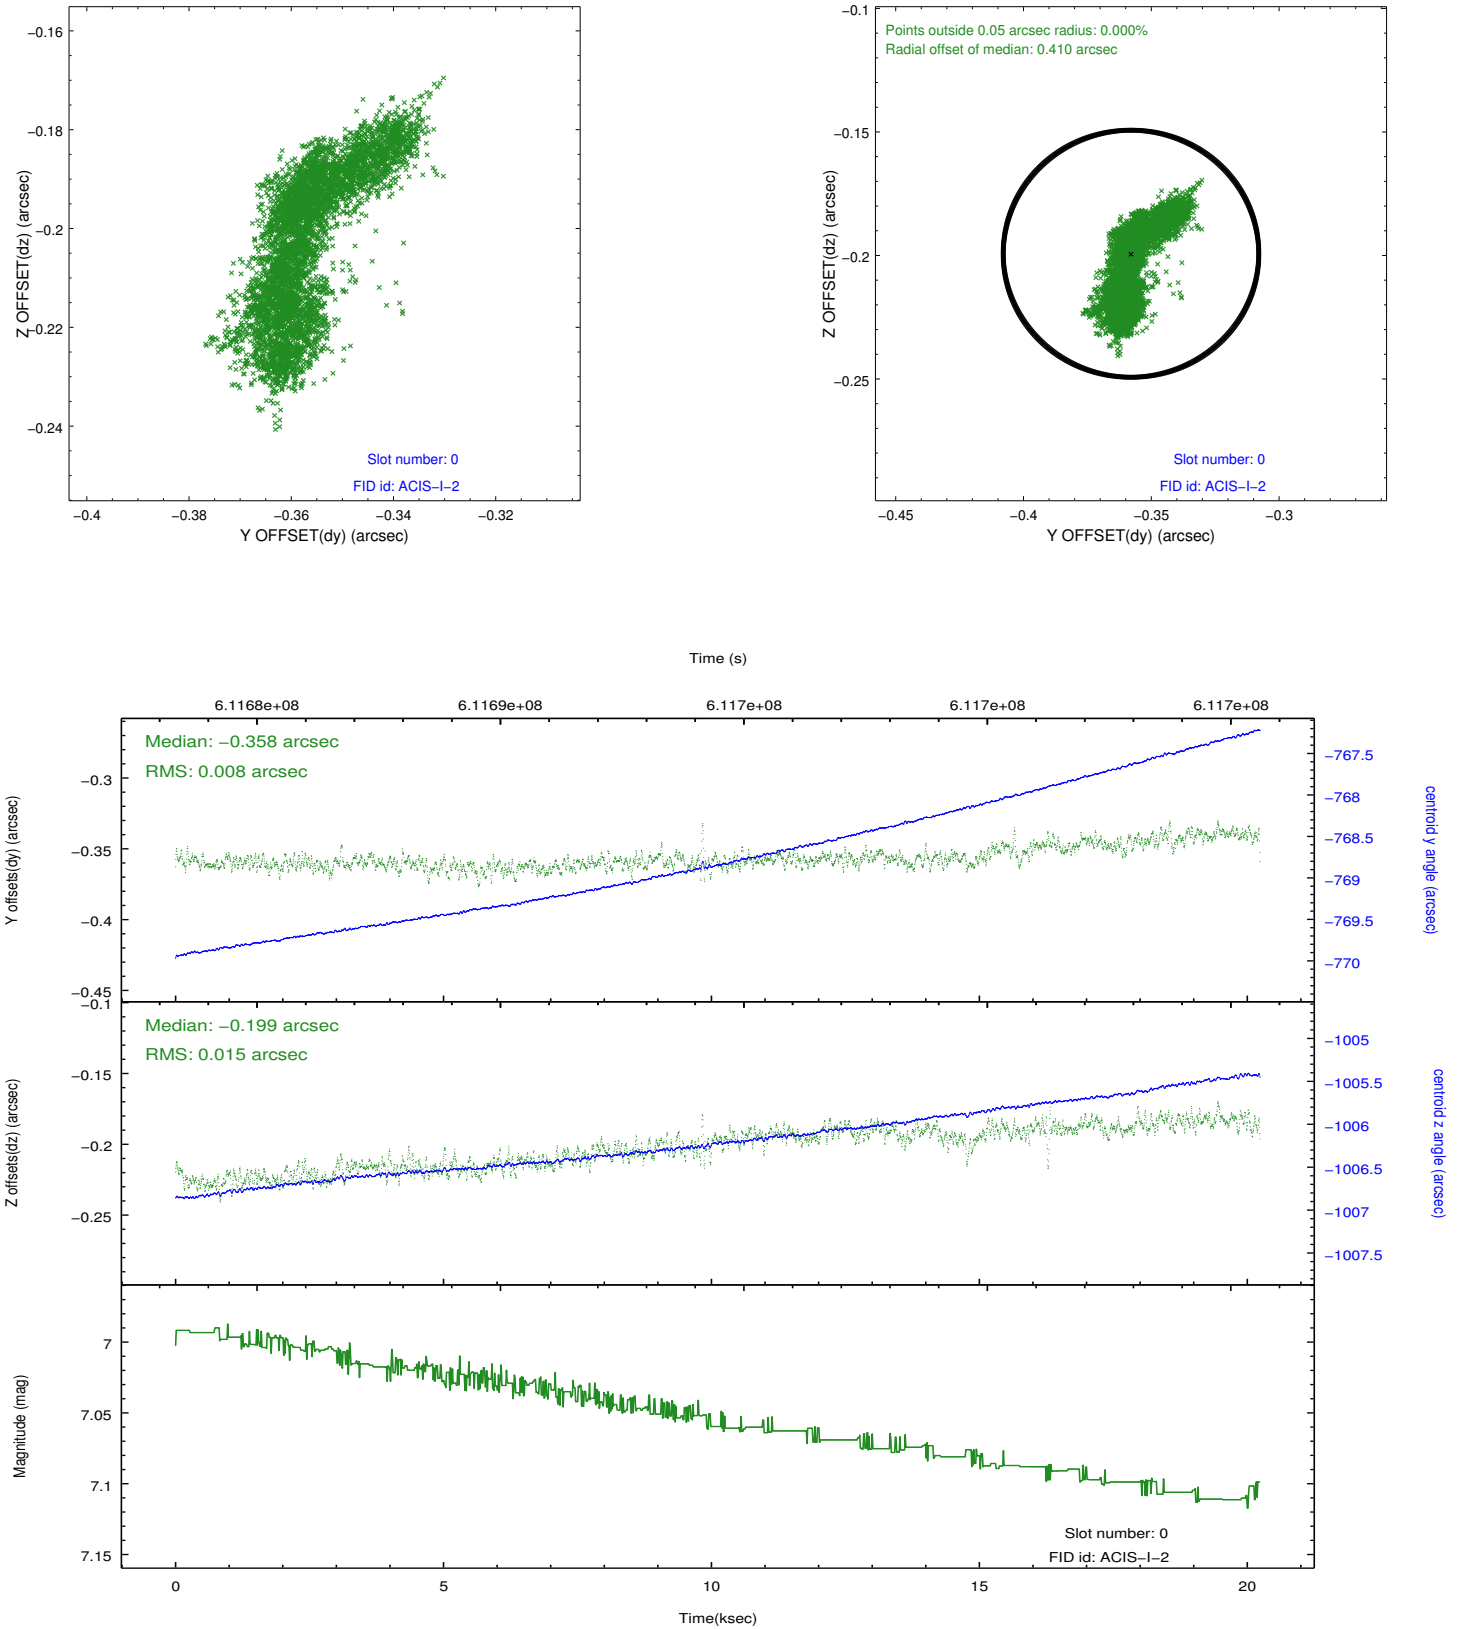 −0.16
−0.18
−0.2
−0.22
−0.24
Z OFFSET(dz) (arcsec)
Slot number: 0
FID id: ACIS−I−2
−0.4
−0.38
−0.36
−0.34
−0.32
Y OFFSET(dy) (arcsec)
−0.1
−0.15
−0.2
−0.25
Z OFFSET(dz) (arcsec)
Points outside 0.05 arcsec radius: 0.000%
Radial offset of median: 0.410 arcsec
Slot number: 0
FID id: ACIS−I−2
−0.45
−0.4
−0.35
−0.3
Y OFFSET(dy) (arcsec)
Time (s)
6.1168e+08
6.1169e+08
6.117e+08
6.117e+08
6.117e+08
Median: −0.358 arcsec
RMS: 0.008 arcsec
−0.3
−0.35
−0.4
−0.45
Y offsets(dy) (arcsec)
−767.5
−768
−768.5
−769
−769.5
−770
centroid y angle (arcsec)
Median: −0.199 arcsec
RMS: 0.015 arcsec
−0.1
−0.15
−0.2
−0.25
Z offsets(dz) (arcsec)
−1005
−1005.5
−1006
−1006.5
−1007
−1007.5
centroid z angle (arcsec)
7
7.05
7.1
7.15
Magnitude (mag)
Slot number: 0
FID id: ACIS−I−2
0
5
10
15
20
Time(ksec)